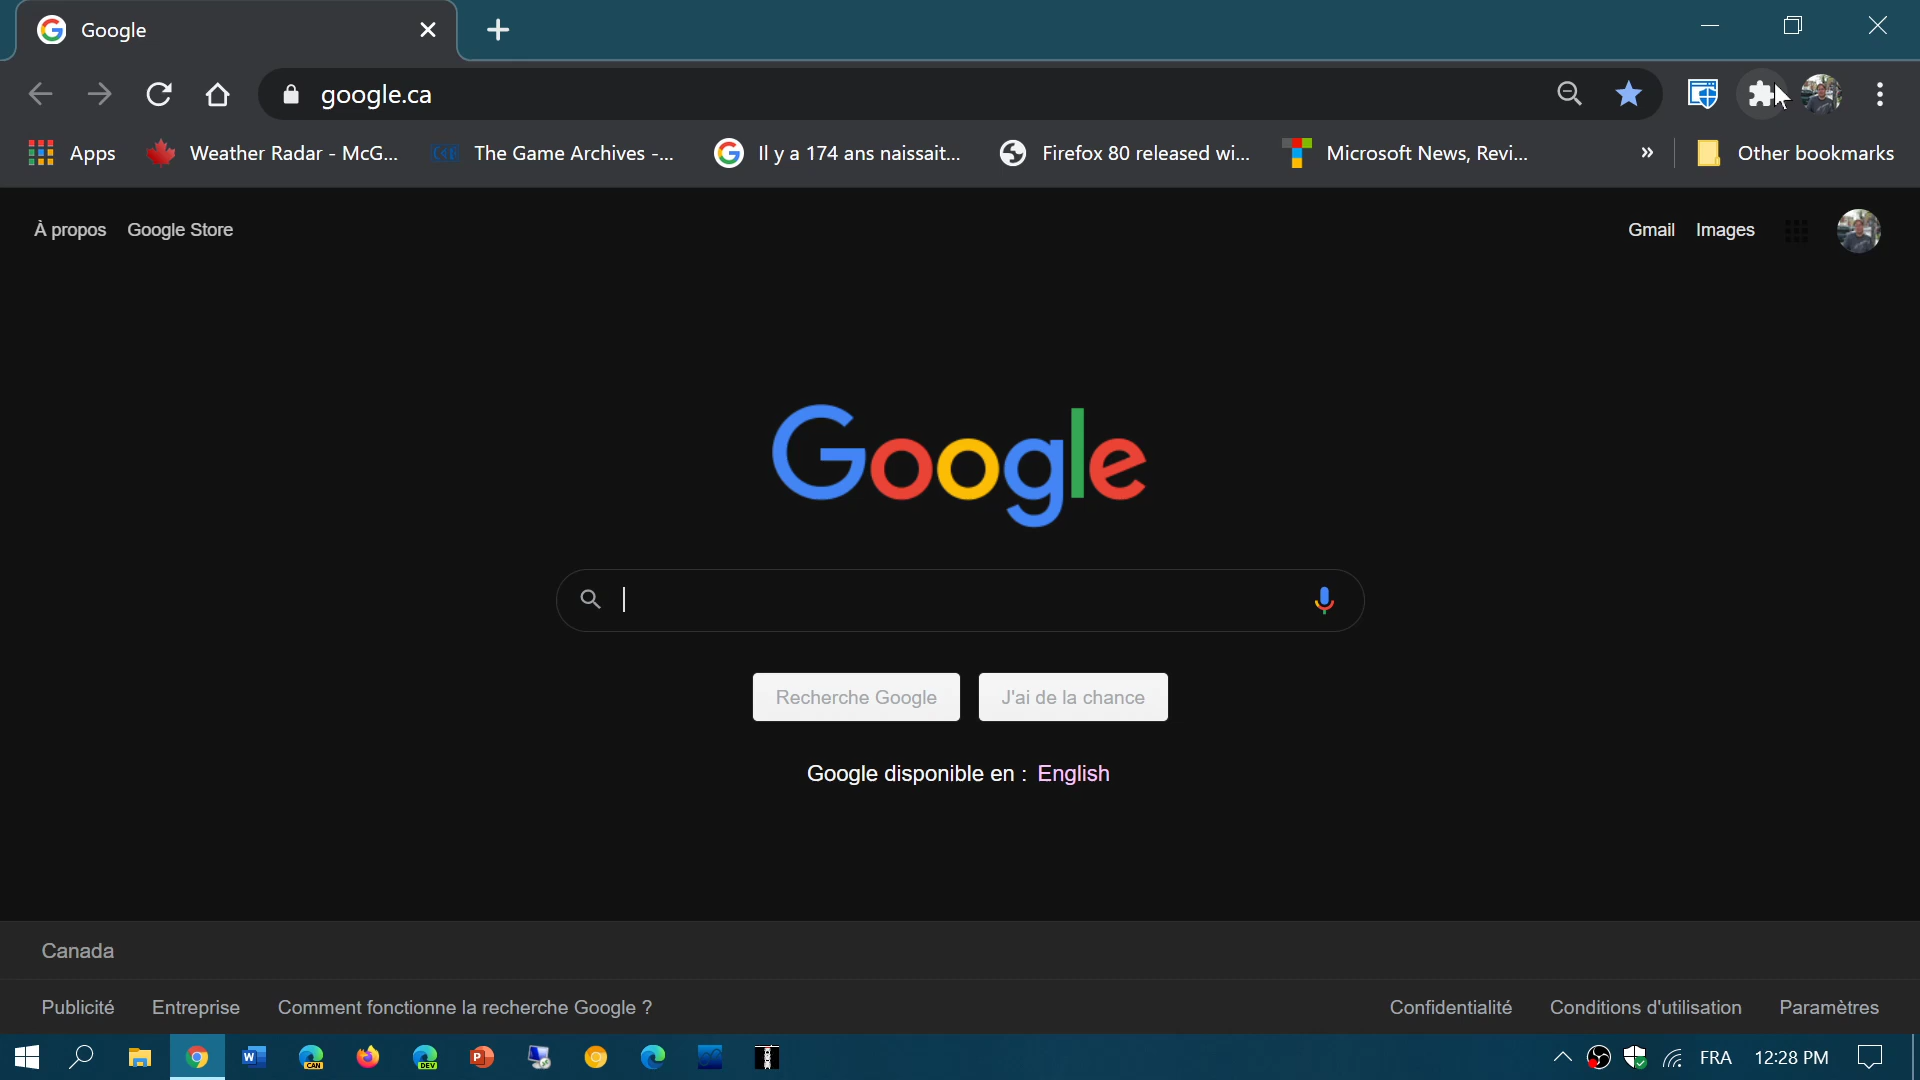 Google
google.ca
Apps Weather Radar - McG... The Game Archives -... Il y a 174 ans naissait... Firefox 80 released wi... Microsoft News, Revi... » Other bookmarks
À propos Google Store Gmail Images
Google
Recherche Google J'ai de la chance
Google disponible en : English
Canada
Publicité Entreprise Comment fonctionne la recherche Google ? Confidentialité Conditions d'utilisation Paramètres
W CAN DEV P FRA 12:28 PM